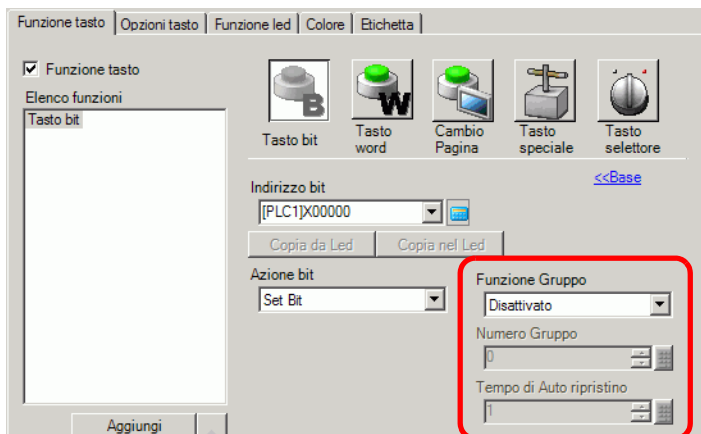 Funzione tasto Opzioni tasto Funzione led Colore Etichetta
Funzione tasto
Elenco funzioni
Tasto bit
B
W
Tasto bit
Tasto word
Cambio Pagina
Tasto speciale
Tasto selettore
<<Base
Indirizzo bit
[PLC1]X00000
Copia da Led Copia nel Led
Azione bit
Set Bit
Funzione Gruppo
Disattivato
Numero Gruppo
0
Tempo di Auto ripristino
1
Aggiungi